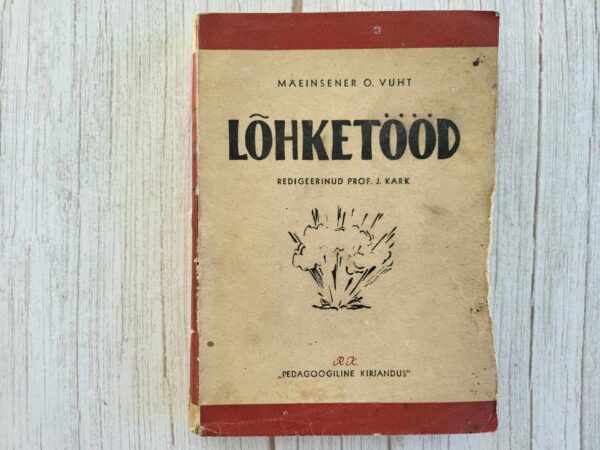 MÄEINSENER O. VUHT
LÕHKETÖÖD
REDIGEERINUD PROF. J. KARK
RK
„PEDAGOOGILINE KIRJANDUS"